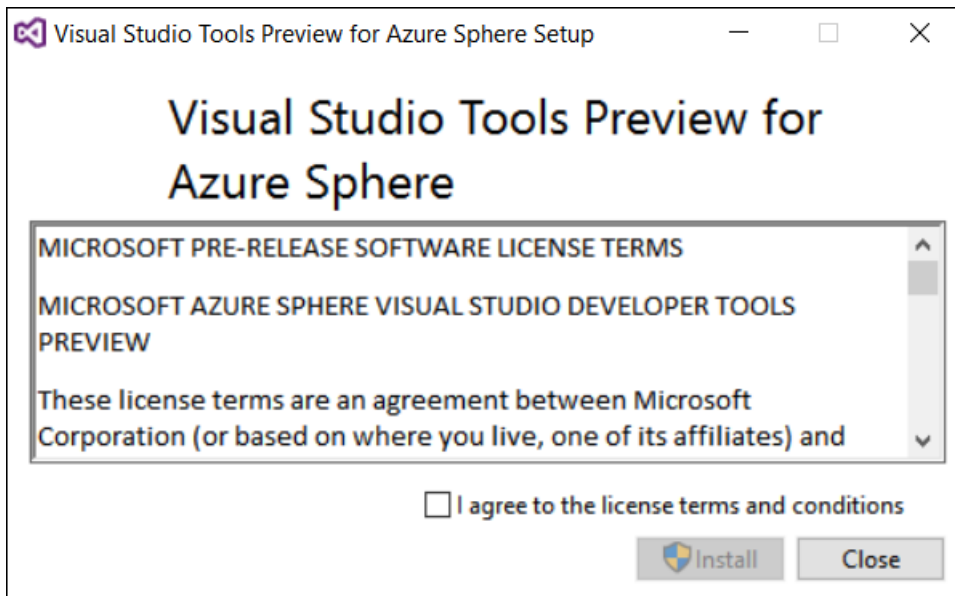 Visual Studio Tools Preview for Azure Sphere Setup
Visual Studio Tools Preview for
Azure Sphere
MICROSOFT PRE-RELEASE SOFTWARE LICENSE TERMS
MICROSOFT AZURE SPHERE VISUAL STUDIO DEVELOPER TOOLS
PREVIEW
These license terms are an agreement between Microsoft
Corporation (or based on where you live, one of its affiliates) and
I agree to the license terms and conditions
Install
Close